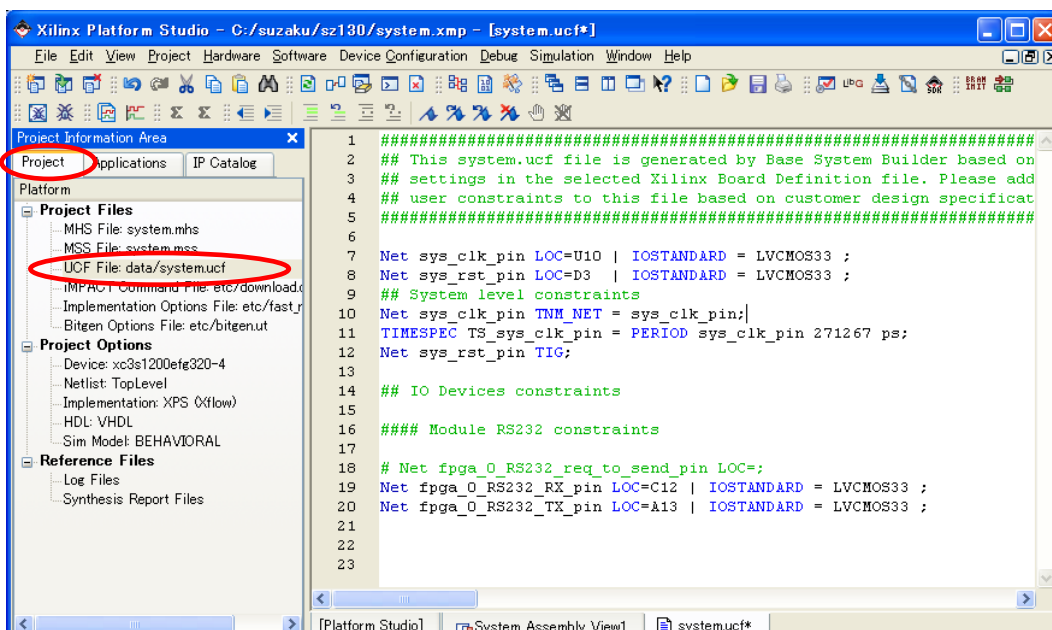 Xilinx Platform Studio - C:/suzaku/sz130/system.xmp - [system.ucf*]
File Edit View Project Hardware Software Device Configuration Debug Simulation Window Help
Project Information Area
Project Applications IP Catalog
Platform
Project Files
MHS File: system.mhs
MSS File: system.mss
UCF File: data/system.ucf
iMPACT Command File: etc/download.c
Implementation Options File: etc/fast_r
Bitgen Options File: etc/bitgen.ut
Project Options
Device: xc3s1200efg320-4
Netlist: TopLevel
Implementation: XPS (Xflow)
HDL: VHDL
Sim Model: BEHAVIORAL
Reference Files
Log Files
Synthesis Report Files
1 ##################################################################
2 ## This system.ucf file is generated by Base System Builder based on
3 ## settings in the selected Xilinx Board Definition file. Please add
4 ## user constraints to this file based on customer design specificat
5 ##################################################################
6
7 Net sys_clk_pin LOC=U10 | IOSTANDARD = LVCMOS33 ;
8 Net sys_rst_pin LOC=D3 | IOSTANDARD = LVCMOS33 ;
9 ## System level constraints
10 Net sys_clk_pin TNM_NET = sys_clk_pin;
11 TIMESPEC TS_sys_clk_pin = PERIOD sys_clk_pin 271267 ps;
12 Net sys_rst_pin TIG;
13
14 ## IO Devices constraints
15
16 #### Module RS232 constraints
17
18 # Net fpga_0_RS232_req_to_send_pin LOC=;
19 Net fpga_0_RS232_RX_pin LOC=C12 | IOSTANDARD = LVCMOS33 ;
20 Net fpga_0_RS232_TX_pin LOC=A13 | IOSTANDARD = LVCMOS33 ;
21
22
23
[Platform Studio] System Assembly View1 system.ucf*